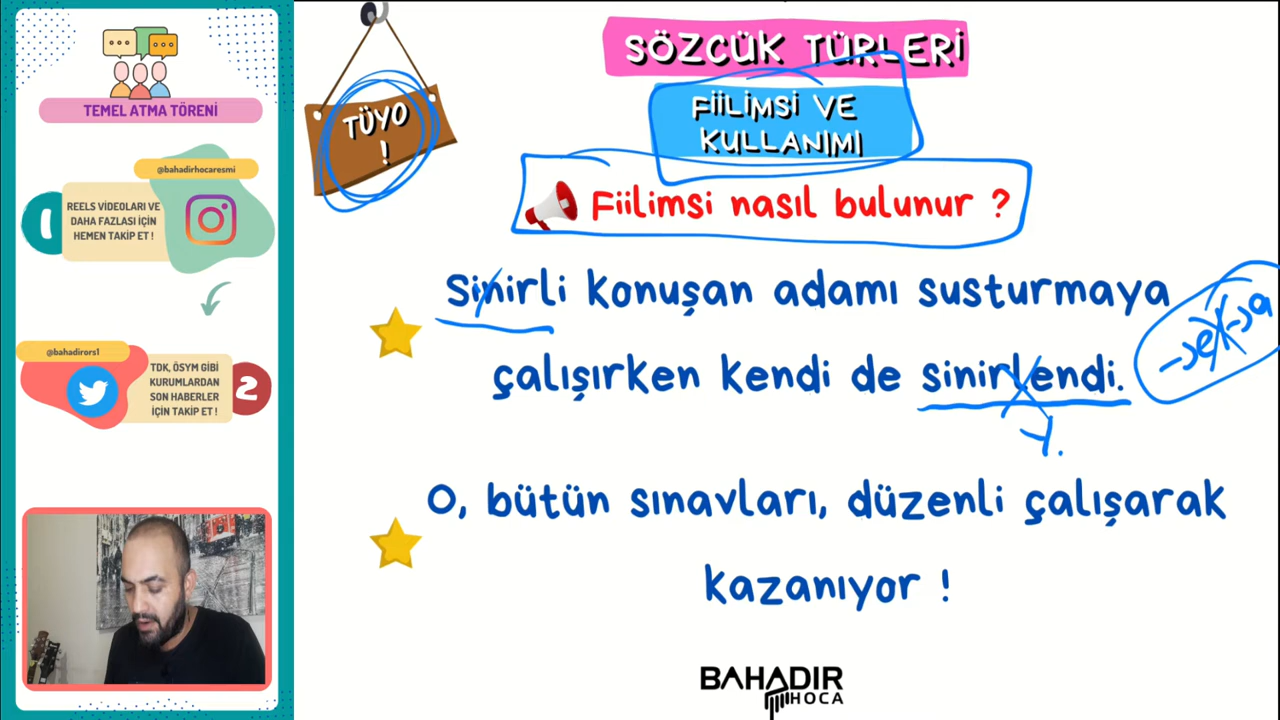 TEMEL ATMA TÖRENİ
@bahadirhocaresmi
1
REELS VİDEOLARI VE
DAHA FAZLASI İÇİN
HEMEN TAKİP ET !
@bahadirors1
TDK, ÖSYM GİBİ
KURUMLARDAN
SON HABERLER
İÇİN TAKİP ET !
2
TÜYO
!
SÖZCÜK TÜRLERİ
FİİLİMSİ VE
KULLANIMI
Fiilimsi nasıl bulunur ?
Sinirli konuşan adamı susturmaya
çalışırken kendi de sinirlendi.
y.
O, bütün sınavları, düzenli çalışarak
kazanıyor !
BAHADIR
HOCA